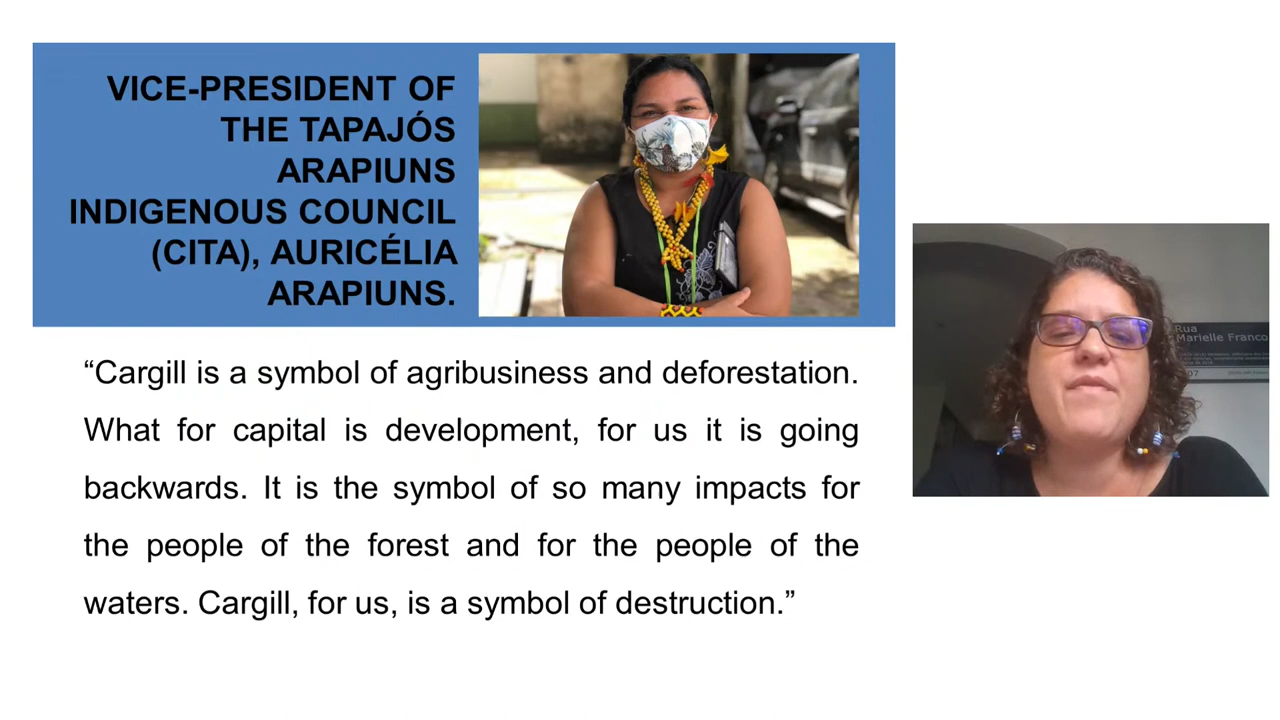 VICE-PRESIDENT OF
THE TAPAJÓS
ARAPIUNS
INDIGENOUS COUNCIL
(CITA), AURICÉLIA
ARAPIUNS.
“Cargill is a symbol of agribusiness and deforestation.
What for capital is development, for us it is going
backwards. It is the symbol of so many impacts for
the people of the forest and for the people of the
waters. Cargill, for us, is a symbol of destruction.”
Rua
Marielle Franco